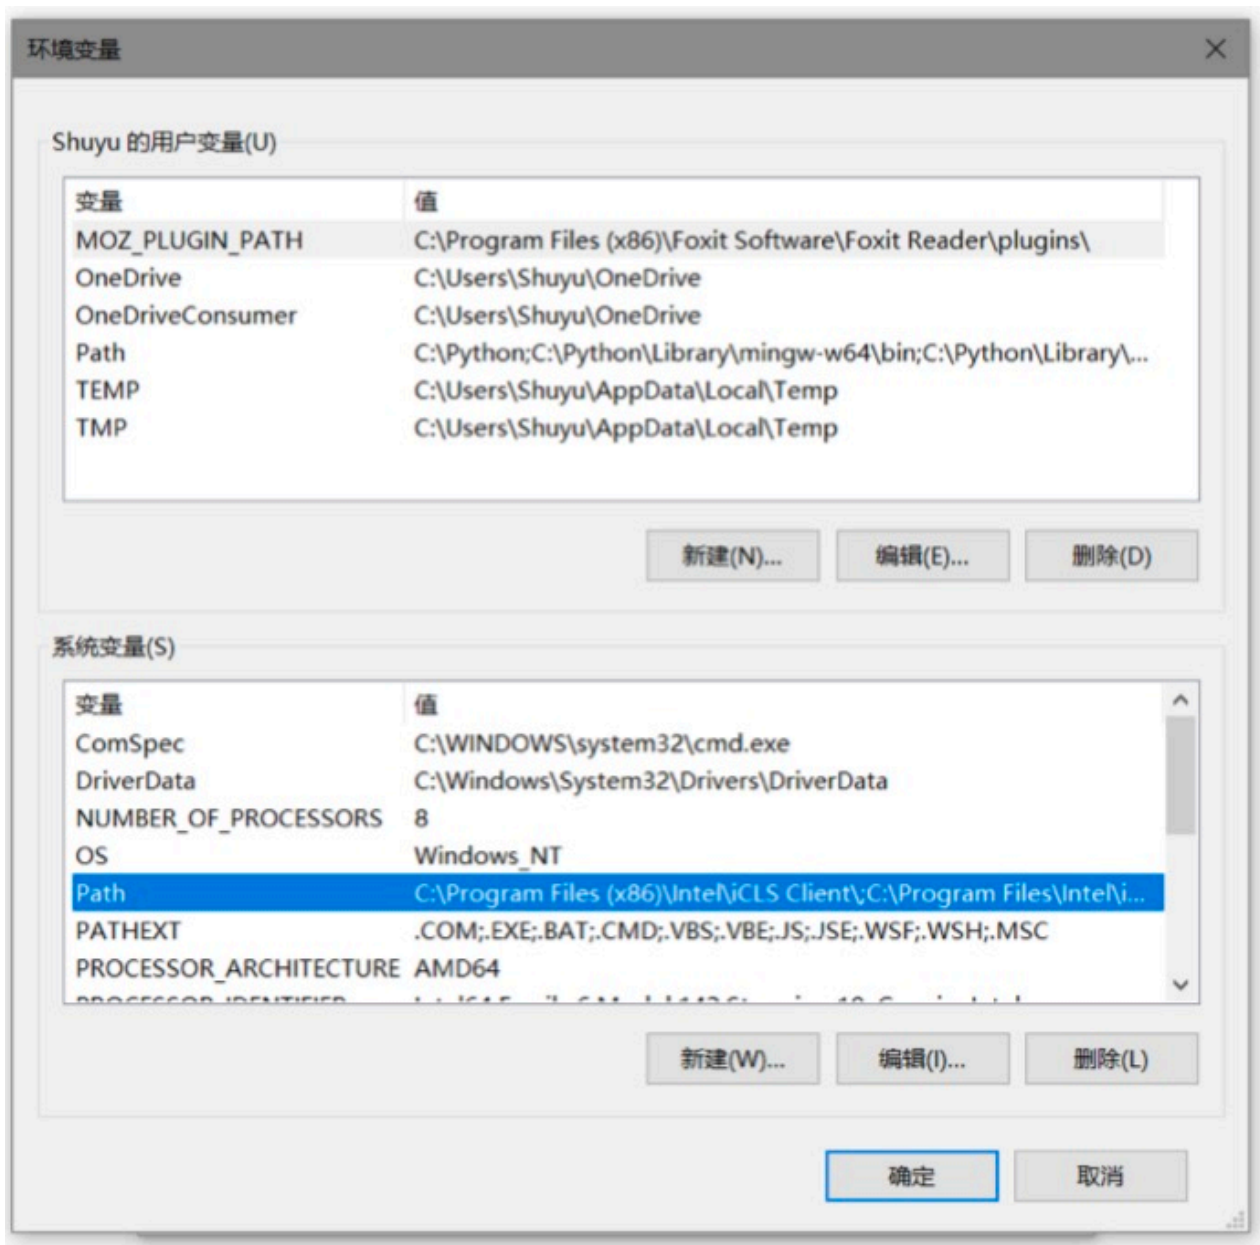 环境变量
Shuyu 的用户变量(U)
变量 值
MOZ_PLUGIN_PATH C:\Program Files (x86)\Foxit Software\Foxit Reader\plugins\
OneDrive C:\Users\Shuyu\OneDrive
OneDriveConsumer C:\Users\Shuyu\OneDrive
Path C:\Python;C:\Python\Library\mingw-w64\bin;C:\Python\Library\...
TEMP C:\Users\Shuyu\AppData\Local\Temp
TMP C:\Users\Shuyu\AppData\Local\Temp
新建(N)... 编辑(E)... 删除(D)
系统变量(S)
变量 值
ComSpec C:\WINDOWS\system32\cmd.exe
DriverData C:\Windows\System32\Drivers\DriverData
NUMBER_OF_PROCESSORS 8
OS Windows_NT
Path C:\Program Files (x86)\Intel\iCLS Client\;C:\Program Files\Intel\i...
PATHEXT .COM;.EXE;.BAT;.CMD;.VBS;.VBE;.JS;.JSE;.WSF;.WSH;.MSC
PROCESSOR_ARCHITECTURE AMD64
新建(W)... 编辑(I)... 删除(L)
确定 取消